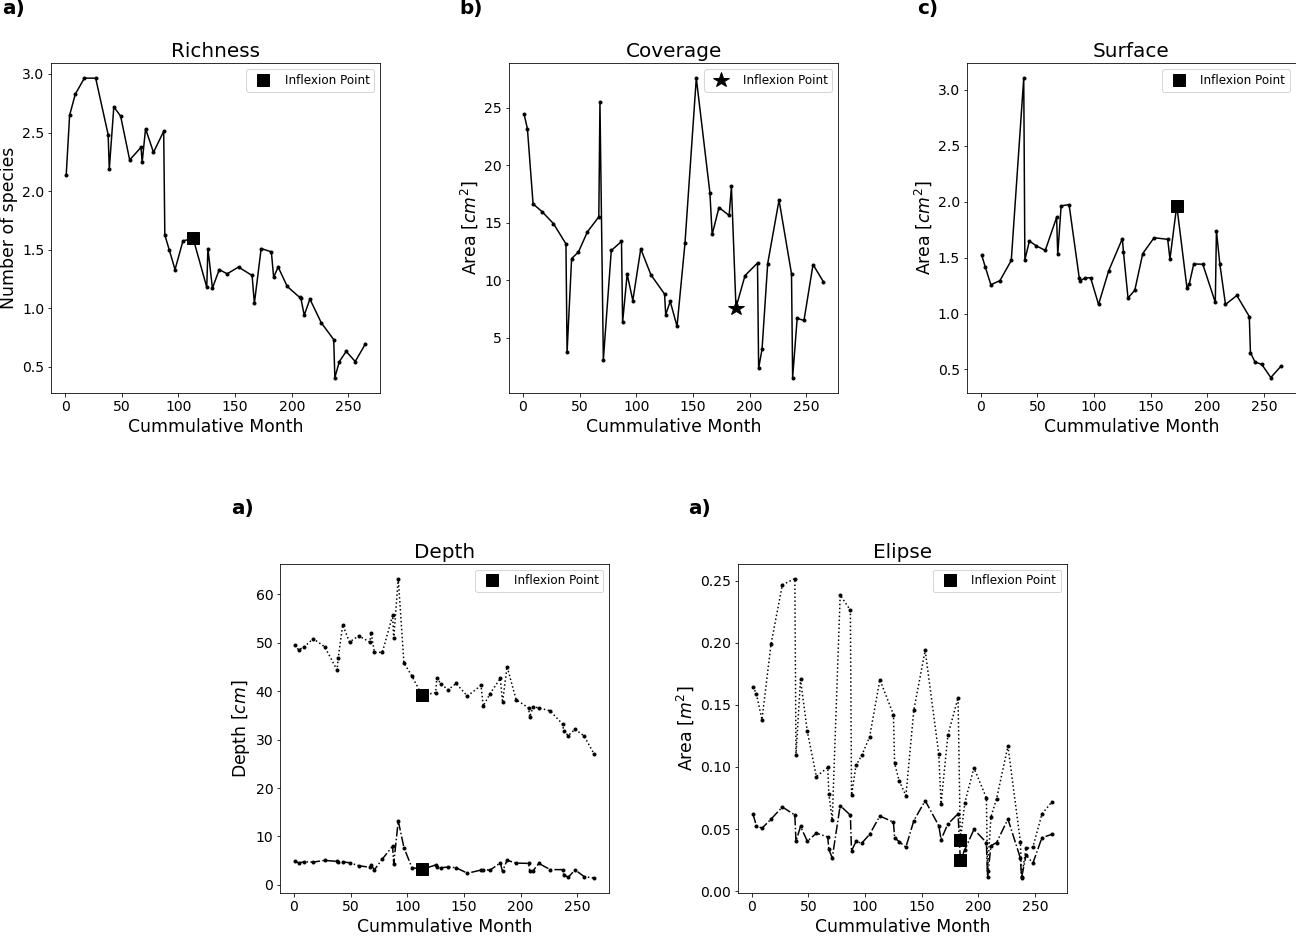 a)
b)
c)
Richness
Coverage
Surface
Inflexion Point
Inflexion Point
Inflexion Point
3.0
2.5
2.0
1.5
1.0
0.5
Number of species
0 50 100 150 200 250
Cummulative Month
25
20
15
10
5
Area [cm²]
0 50 100 150 200 250
Cummulative Month
3.0
2.5
2.0
1.5
1.0
0.5
Area [cm²]
0 50 100 150 200 250
Cummulative Month
a)
a)
Depth
Elipse
Inflexion Point
Inflexion Point
60
50
40
30
20
10
0
Depth [cm]
0 50 100 150 200 250
Cummulative Month
0.25
0.20
0.15
0.10
0.05
0.00
Area [m²]
0 50 100 150 200 250
Cummulative Month